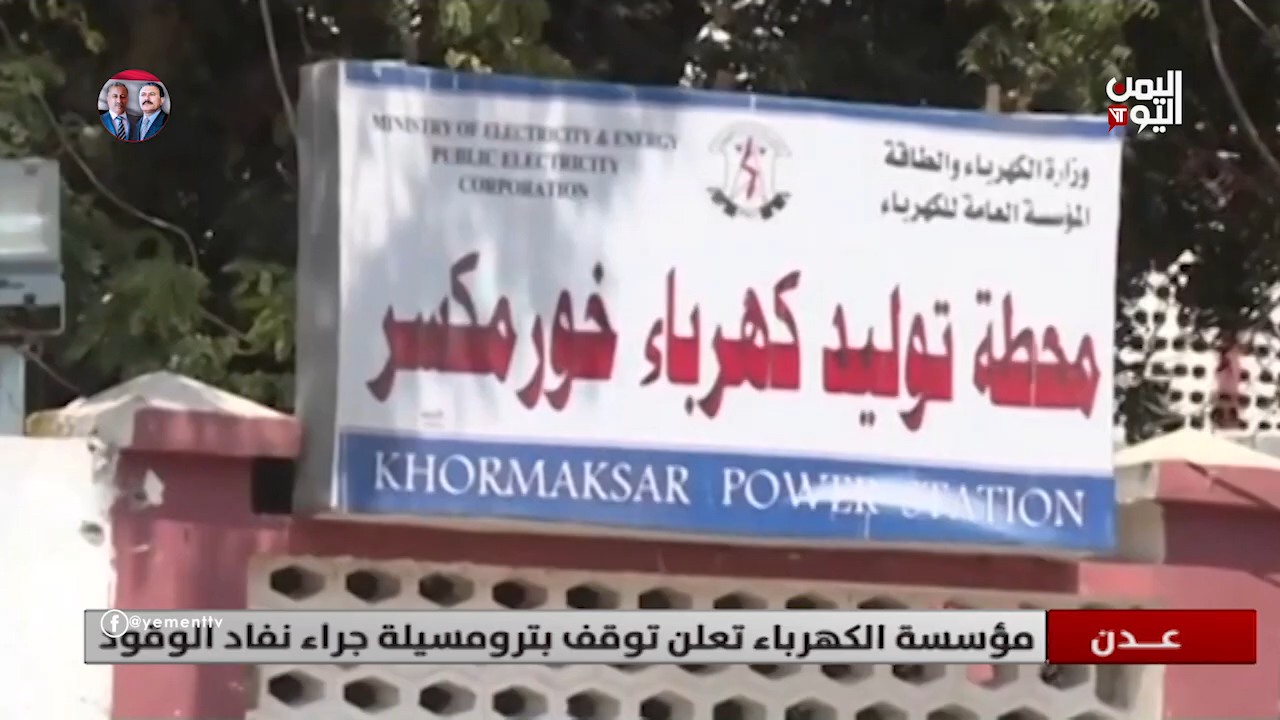 اليمن
اليوم
MINISTRY OF ELECTRICITY & ENERGY
PUBLIC ELECTRICITY
CORPORATION
وزارة الكهرباء والطاقة
المؤسسة العامة للكهرباء
محطة توليد كهرباء خورمكسر
KHORMAKSAR POWER STATION
@yementtv
عدن
مؤسسة الكهرباء تعلن توقف بترومسيلة جراء نفاد الوقود